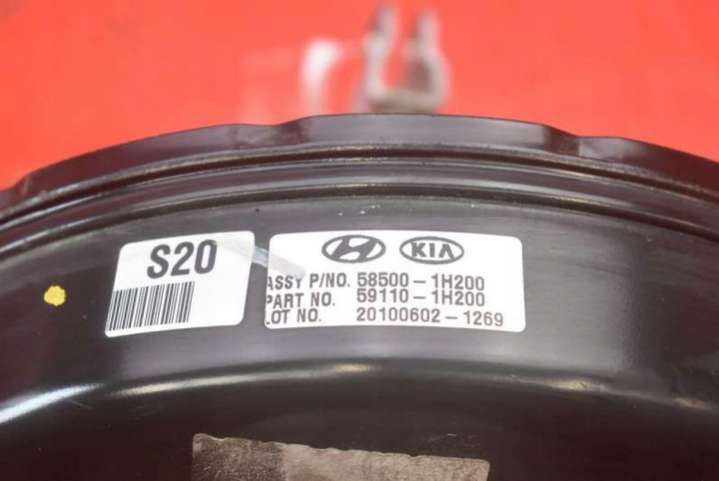 S20
KIA
ASSY P/NO. 58500-1H200
PART NO. 59110-1H200
LOT NO. 20100602-1269